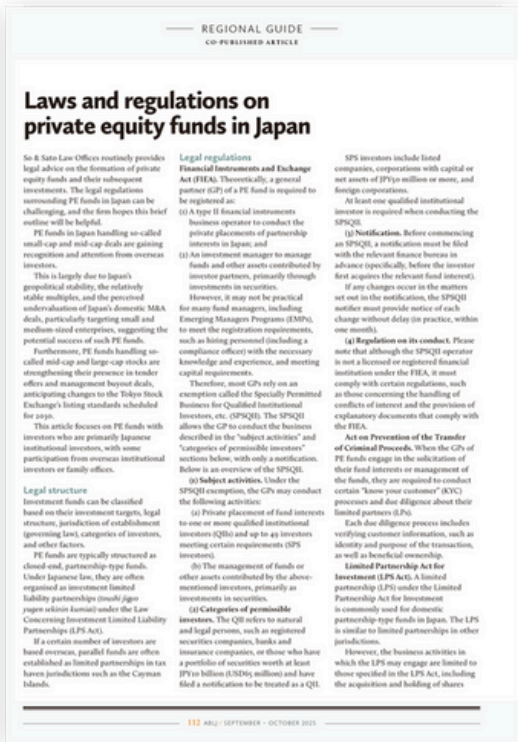 REGIONAL GUIDE
CO-PUBLISHED ARTICLE
Laws and regulations on
private equity funds in Japan
So & Sato Law Offices routinely provides
legal advice on the formation of private
equity funds and their subsequent
investments. The legal regulations
surrounding PE funds in Japan can be
challenging, and the firm hopes this brief
outline will be helpful.
PE funds in Japan handling so-called
small-cap and mid-cap deals are gaining
recognition and attention from overseas
investors.
This is largely due to Japan's
geopolitical stability, the relatively
stable multiples, and the perceived
undervaluation of Japan's domestic M&A
deals, particularly targeting small and
medium-sized enterprises, suggesting the
potential success of such PE funds.
Furthermore, PE funds handling so-
called mid-cap and large-cap stocks are
strengthening their presence in tender
offers and management buyout deals,
anticipating changes to the Tokyo Stock
Exchange's listing standards scheduled
for 2030.
This article focuses on PE funds with
investors who are primarily Japanese
institutional investors, with some
participation from overseas institutional
investors or family offices.
Legal structure
Investment funds can be classified
based on their investment targets, legal
structure, jurisdiction of establishment
(governing law), categories of investors,
and other factors.
PE funds are typically structured as
closed-end, partnership-type funds.
Under Japanese law, they are often
organised as investment limited
liability partnerships (toushi jigyo
yugen sekinin kumiai) under the Law
Concerning Investment Limited Liability
Partnerships (LPS Act).
If a certain number of investors are
based overseas, parallel funds are often
established as limited partnerships in tax
haven jurisdictions such as the Cayman
Islands.
Legal regulations
Financial Instruments and Exchange
Act (FIEA). Theoretically, a general
partner (GP) of a PE fund is required to
be registered as:
(1) A type II financial instruments
business operator to conduct the
private placements of partnership
interests in Japan; and
(2) An investment manager to manage
funds and other assets contributed by
investor partners, primarily through
investments in securities.
However, it may not be practical
for many fund managers, including
Emerging Managers Programs (EMPs),
to meet the registration requirements,
such as hiring personnel (including a
compliance officer) with the necessary
knowledge and experience, and meeting
capital requirements.
Therefore, most GPs rely on an
exemption called the Specially Permitted
Business for Qualified Institutional
Investors, etc. (SPSQII). The SPSQII
allows the GP to conduct the business
described in the "subject activities" and
"categories of permissible investors"
sections below, with only a notification.
Below is an overview of the SPSQII.
(1) Subject activities. Under the
SPSQII exemption, the GPs may conduct
the following activities:
(a) Private placement of fund interests
to one or more qualified institutional
investors (QIIs) and up to 49 investors
meeting certain requirements (SPS
investors).
(b) The management of funds or
other assets contributed by the above-
mentioned investors, primarily as
investments in securities.
(2) Categories of permissible
investors. The QII refers to natural
and legal persons, such as registered
securities companies, banks and
insurance companies, or those who have
a portfolio of securities worth at least
JPY10 billion (USD65 million) and have
filed a notification to be treated as a QII.
SPS investors include listed
companies, corporations with capital or
net assets of JPY50 million or more, and
foreign corporations.
At least one qualified institutional
investor is required when conducting the
SPSQII.
(3) Notification. Before commencing
an SPSQII, a notification must be filed
with the relevant finance bureau in
advance (specifically, before the investor
first acquires the relevant fund interest).
If any changes occur in the matters
set out in the notification, the SPSQII
notifier must provide notice of each
change without delay (in practice, within
one month).
(4) Regulation on its conduct. Please
note that although the SPSQII operator
is not a licensed or registered financial
institution under the FIEA, it must
comply with certain regulations, such
as those concerning the handling of
conflicts of interest and the provision of
explanatory documents that comply with
the FIEA.
Act on Prevention of the Transfer
of Criminal Proceeds. When the GPs of
PE funds engage in the solicitation of
their fund interests or management of
the funds, they are required to conduct
certain "know your customer" (KYC)
processes and due diligence about their
limited partners (LPs).
Each due diligence process includes
verifying customer information, such as
identity and purpose of the transaction,
as well as beneficial ownership.
Limited Partnership Act for
Investment (LPS Act). A limited
partnership (LPS) under the Limited
Partnership Act for Investment
is commonly used for domestic
partnership-type funds in Japan. The LPS
is similar to limited partnerships in other
jurisdictions.
However, the business activities in
which the LPS may engage are limited to
those specified in the LPS Act, including
the acquisition and holding of shares
112 ABLJ / SEPTEMBER - OCTOBER 2025